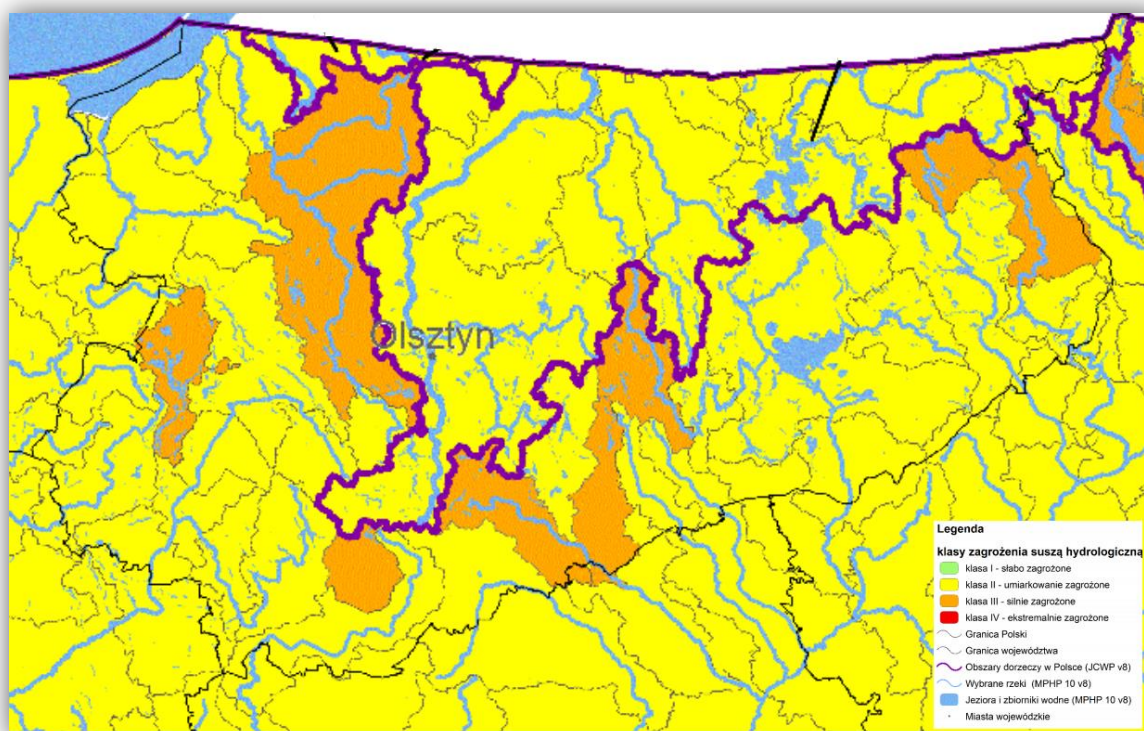 Olsztyn
Legenda
klasy zagrożenia suszą hydrologiczną
klasa I - słabo zagrożone
klasa II - umiarkowanie zagrożone
klasa III - silnie zagrożone
klasa IV - ekstremalnie zagrożone
Granica Polski
Granica województwa
Obszary dorzeczy w Polsce (JCWP v8)
Wybrane rzeki (MPHP 10 v8)
Jeziora i zbiorniki wodne (MPHP 10 v8)
Miasta wojewódzkie